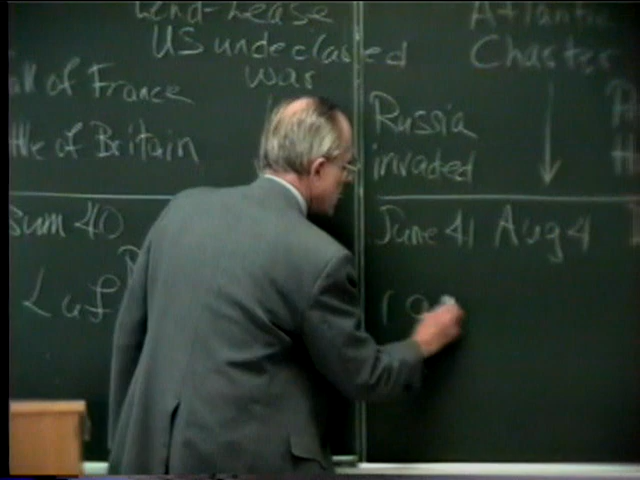 Lend-Lease
US undeclared
war
all of France
ttle of Britain
Sum 40
Luf
Atlantic
Charter
Russia
invaded
June 41 Aug 4